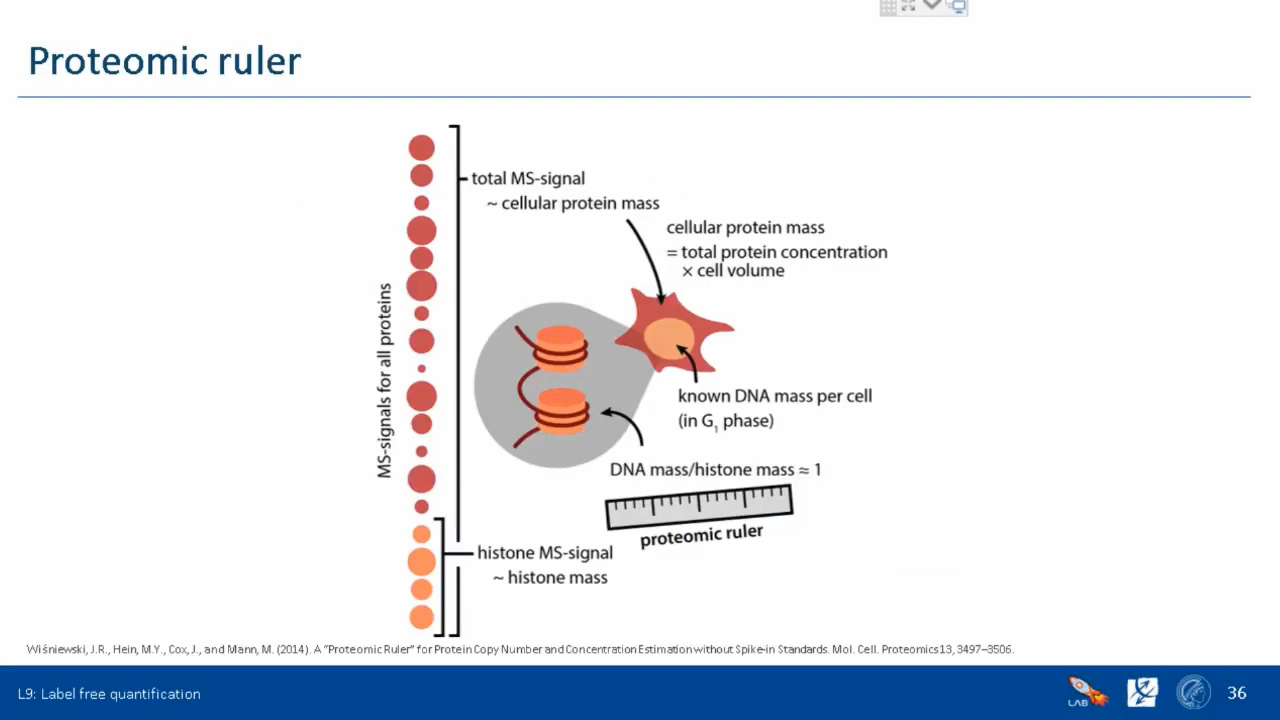 Proteomic ruler
total MS-signal
~ cellular protein mass
cellular protein mass
= total protein concentration
× cell volume
MS-signals for all proteins
known DNA mass per cell
(in G₁ phase)
DNA mass/histone mass ≈ 1
proteomic ruler
histone MS-signal
~ histone mass
Wiśniewski, J.R., Hein, M.Y., Cox, J., and Mann, M. (2014). A "Proteomic Ruler" for Protein Copy Number and Concentration Estimation without Spike-in Standards. Mol. Cell. Proteomics 13, 3497–3506.
L9: Label free quantification
LAB
36